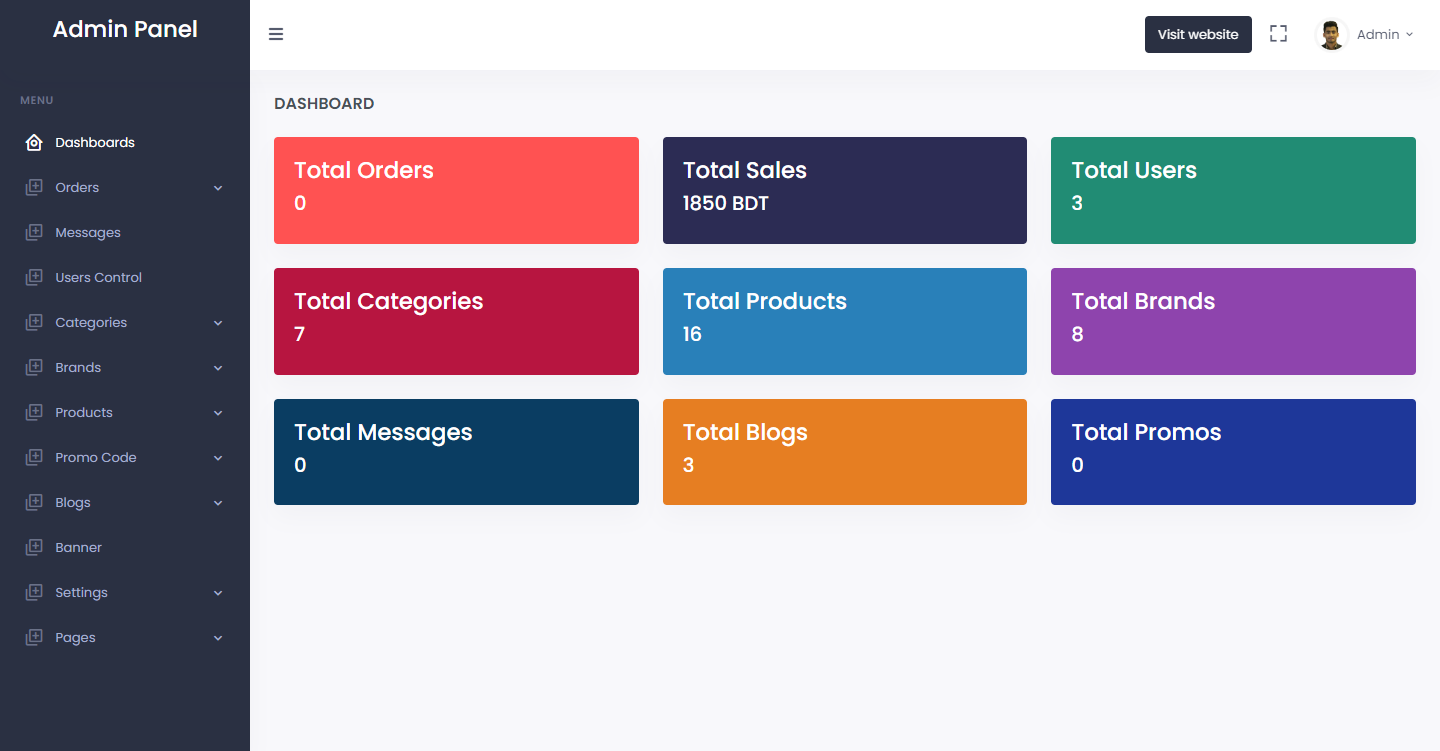 Admin Panel
Visit website
Admin
MENU
Dashboards
Orders
Messages
Users Control
Categories
Brands
Products
Promo Code
Blogs
Banner
Settings
Pages
DASHBOARD
Total Orders
0
Total Sales
1850 BDT
Total Users
3
Total Categories
7
Total Products
16
Total Brands
8
Total Messages
0
Total Blogs
3
Total Promos
0